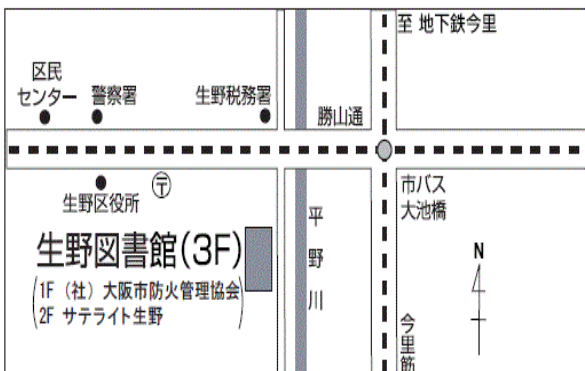 至 地下鉄今里
区民
センター
警察署
生野税務署
勝山通
生野区役所
〒
市バス
大池橋
生野図書館(3F)
1F (社) 大阪市防火管理協会
2F サテライト生野
平野川
N
今里筋